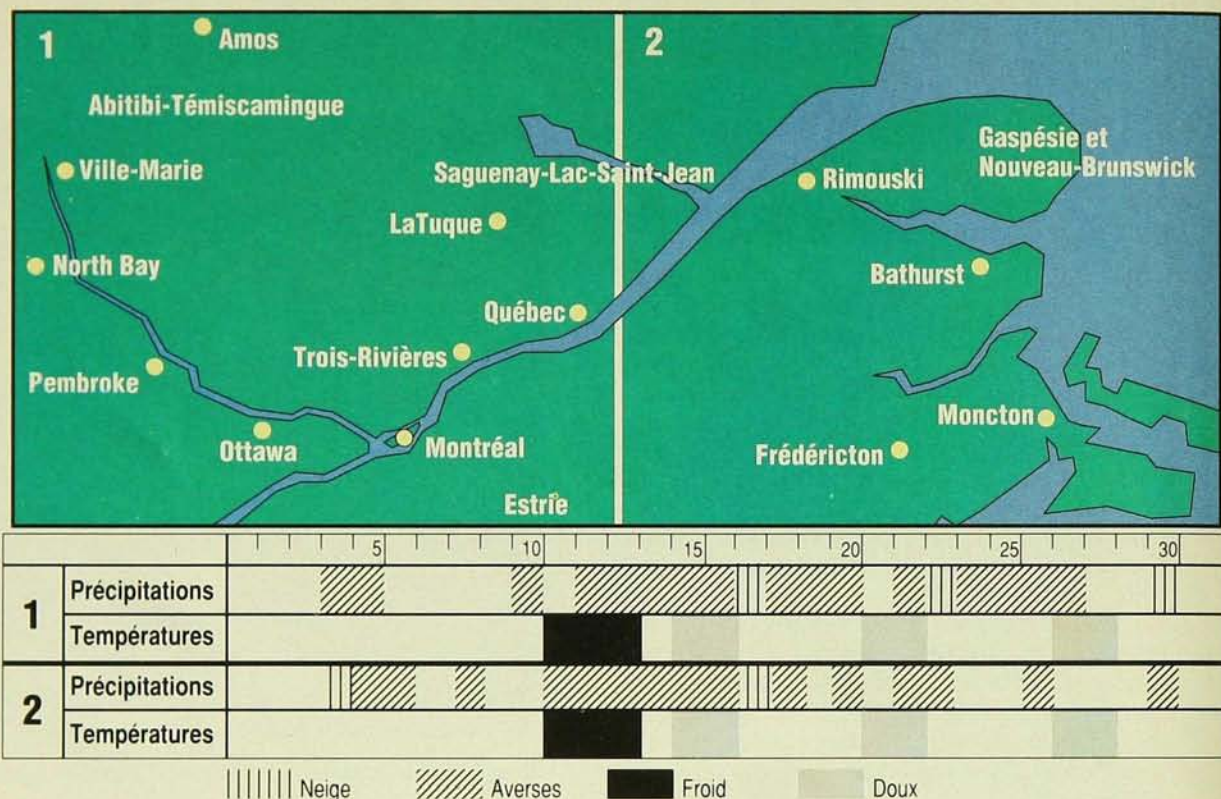 1
2
Amos
Abitibi-Témiscamingue
Gaspésie et
Nouveau-Brunswick
Ville-Marie
Saguenay-Lac-Saint-Jean
Rimouski
LaTuque
North Bay
Bathurst
Québec
Trois-Rivières
Pembroke
Moncton
Ottawa
Montréal
Frédéricton
Estrie
5 10 15 20 25 30
1 Précipitations
Températures
2 Précipitations
Températures
Neige Averses Froid Doux